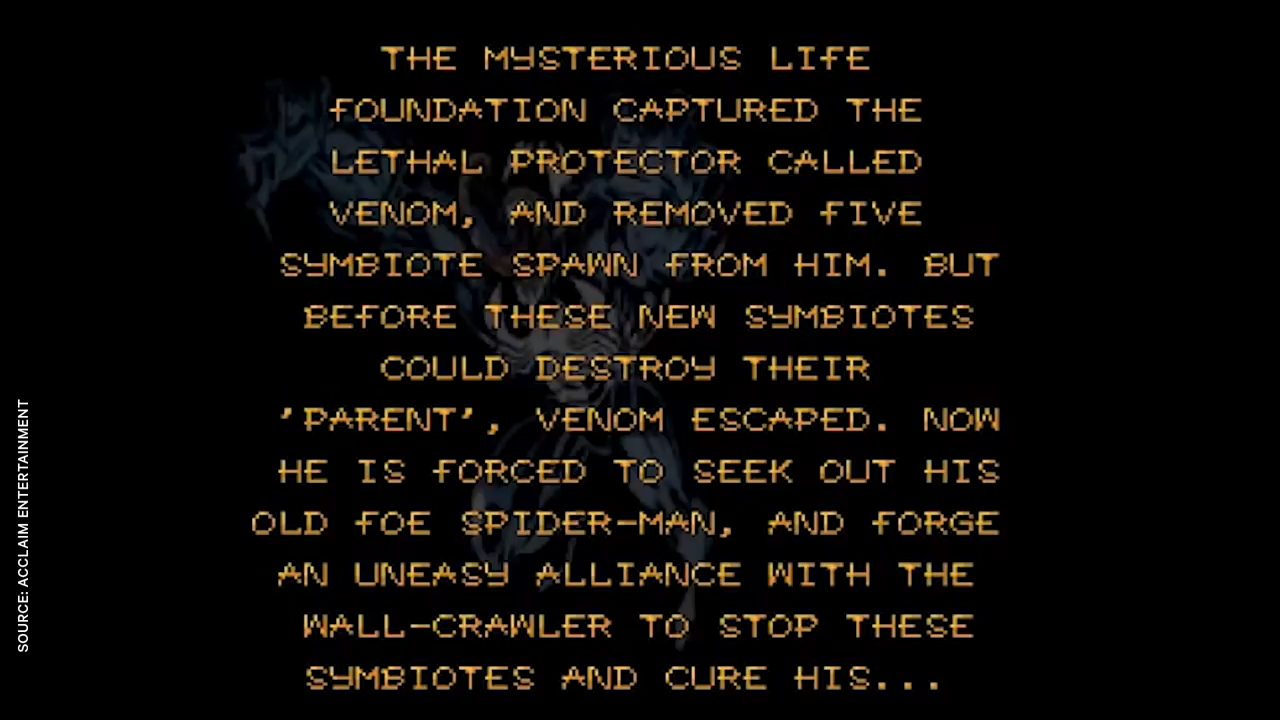 THE MYSTERIOUS LIFE
FOUNDATION CAPTURED THE
LETHAL PROTECTOR CALLED
VENOM, AND REMOVED FIVE
SYMBIOTE SPAWN FROM HIM. BUT
BEFORE THESE NEW SYMBIOTES
COULD DESTROY THEIR
'PARENT', VENOM ESCAPED. NOW
HE IS FORCED TO SEEK OUT HIS
OLD FOE SPIDER-MAN, AND FORGE
AN UNEASY ALLIANCE WITH THE
WALL-CRAWLER TO STOP THESE
SYMBIOTES AND CURE HIS...
SOURCE: ACCLAIM ENTERTAINMENT